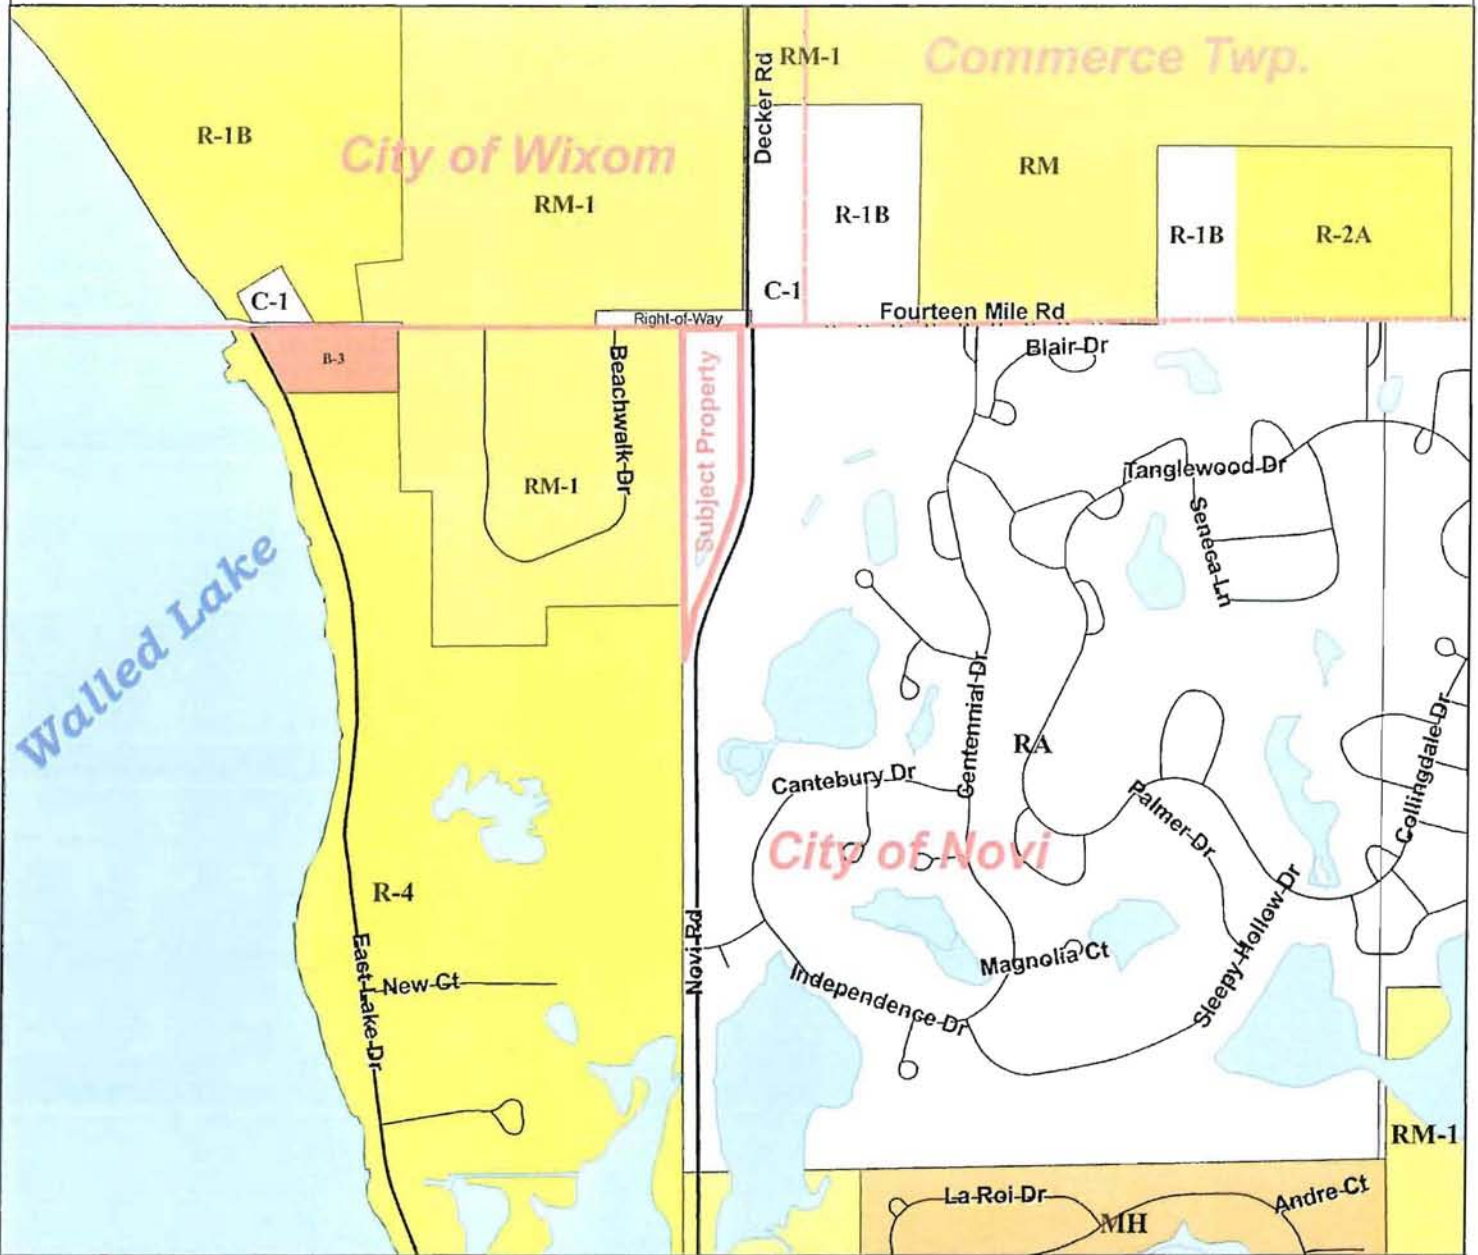 Commerce Twp.
RM-1
Decker Rd
R-1B
City of Wixom
RM
RM-1
R-1B
R-1B
R-2A
C-1
C-1
Fourteen Mile Rd
Right-of-Way
B-3
Beachwalk Dr
Subject Property
Blair Dr
RM-1
Tanglewood Dr
Seneca Ln
Walled Lake
Centennial Dr
RA
Collingdale Dr
Cantebury Dr
Palmer Dr
City of Novi
R-4
East Lake Dr
New Ct
Novi Rd
Magnolia Ct
Independence Dr
Sleepy Hollow Dr
RM-1
La Roi Dr
Andre Ct
MH